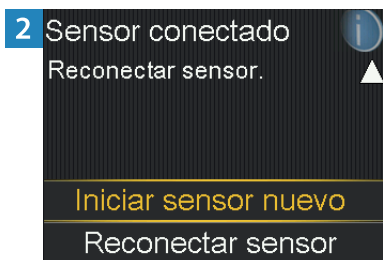 2
Sensor conectado
i
Reconectar sensor.
Iniciar sensor nuevo
Reconectar sensor